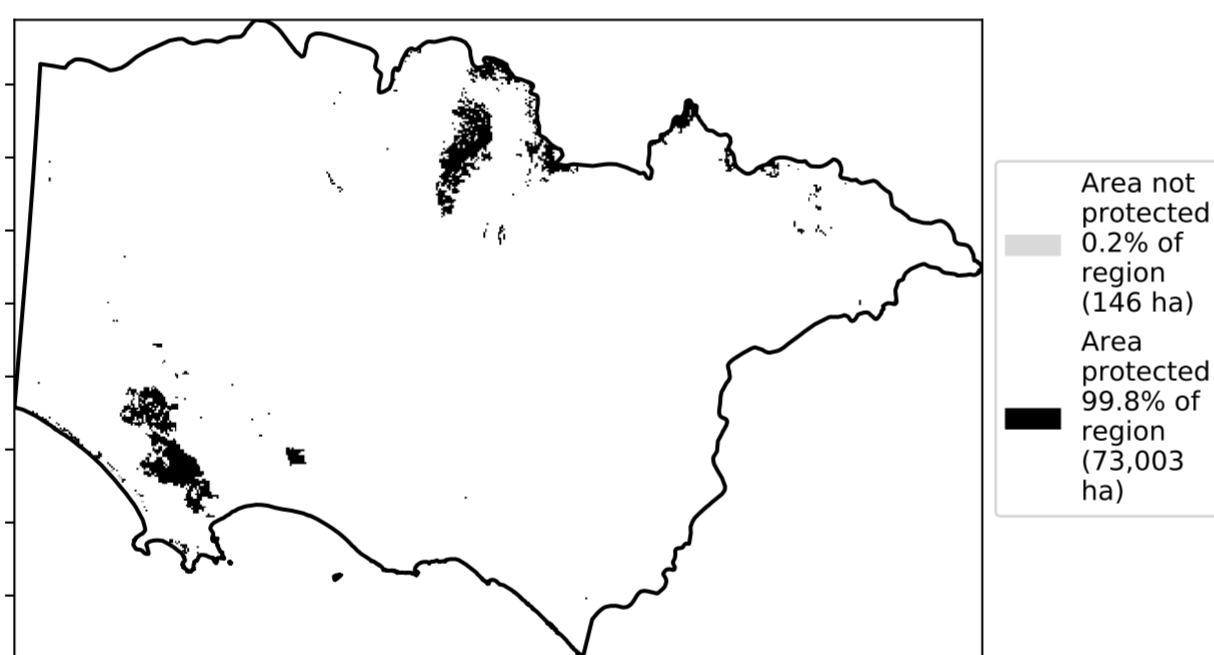 Area not
protected
0.2% of
region
(146 ha)
Area
protected
99.8% of
region
(73,003
ha)